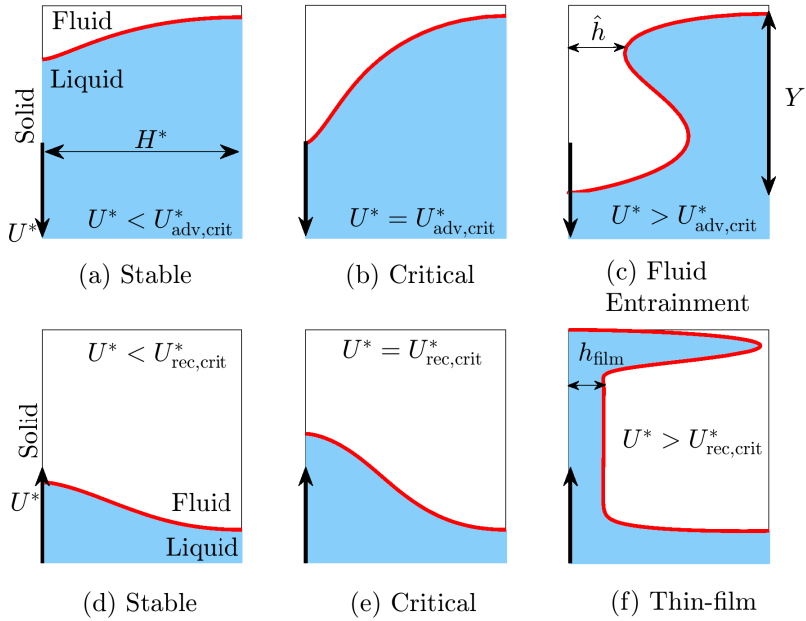 Fluid
Liquid
Solid
H*
U*
U* < U*adv,crit
(a) Stable
U* = U*adv,crit
(b) Critical
ĥ
Y
U* > U*adv,crit
(c) Fluid
Entrainment
U* < U*rec,crit
Solid
U*
Fluid
Liquid
(d) Stable
U* = U*rec,crit
(e) Critical
hfilm
U* > U*rec,crit
(f) Thin-film